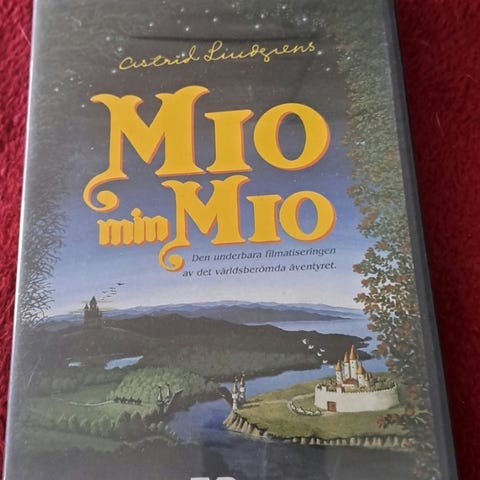 Astrid Lindgrens
MIO
min MIO
Den underbara filmatiseringen
av det världsberömda äventyret.